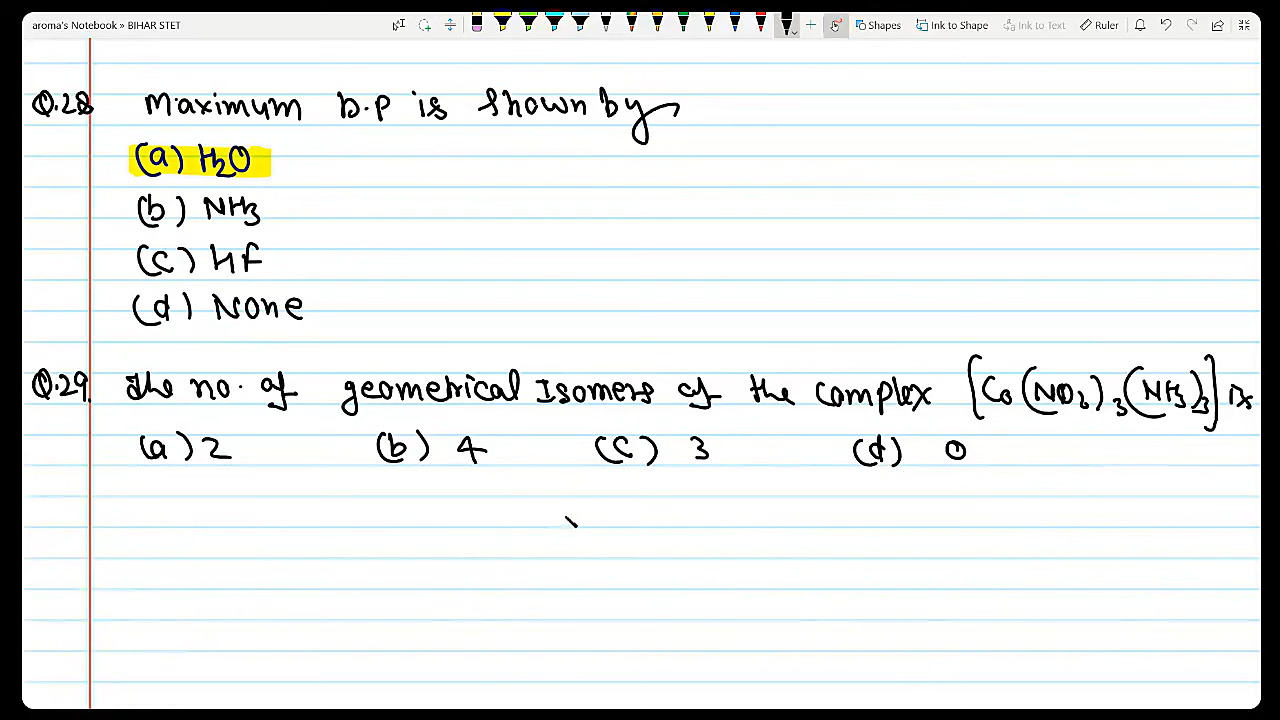 aroma's Notebook » BIHAR STET
Shapes Ink to Shape Ink to Text Ruler
Q.28 Maximum b.p is shown by
(a) H2O
(b) NH3
(c) HF
(d) None
Q.29. The no. of geometrical Isomers of the complex [Co(NO2)3(NH3)3] is
(a) 2 (b) 4 (c) 3 (d) 0